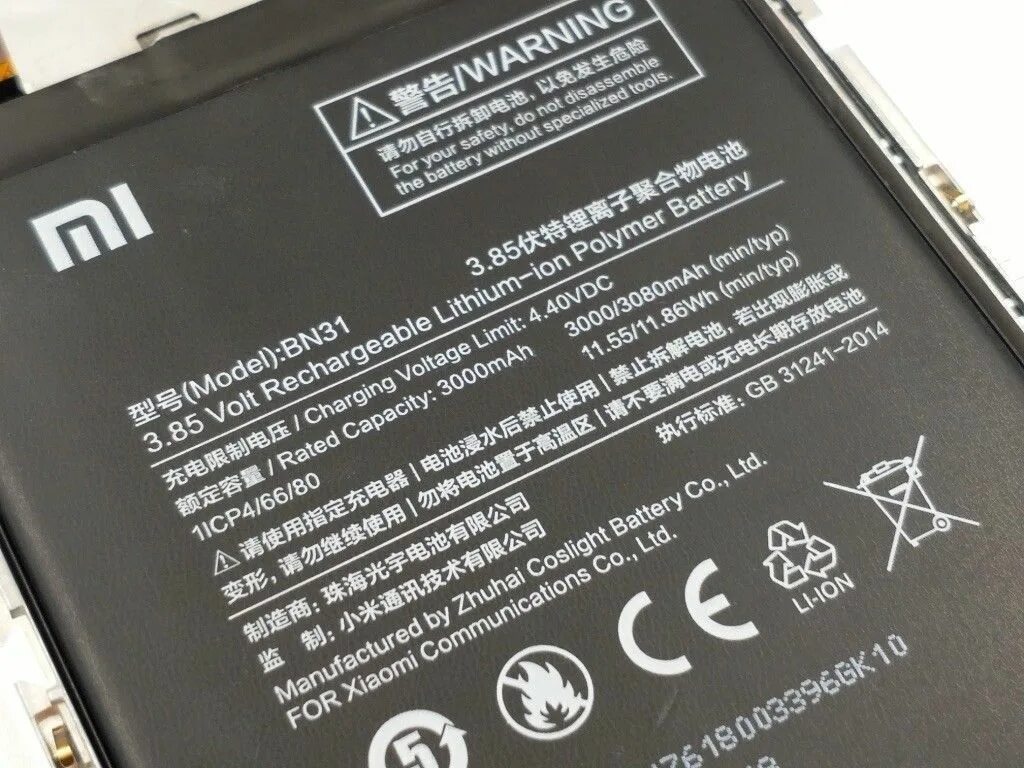 警告/WARNING
请勿自行拆卸电池，以免发生危险
For your safety, do not disassemble
the battery without specialized tools.
mi
3.85伏特锂离子聚合物电池
型号(Model):BN31
3.85 Volt Rechargeable Lithium-ion Polymer Battery
充电限制电压 / Charging Voltage Limit: 4.40VDC
额定容量 / Rated Capacity: 3000mAh 3000/3080mAh (min/typ)
1ICP4/66/80 11.55/11.86Wh (min/typ)
请使用指定充电器 | 电池浸水后禁止使用 | 禁止拆解电池，若出现膨胀或
变形，请勿继续使用 | 勿将电池置于高温区 | 请不要满电或无电长期存放电池
执行标准: GB 31241-2014
制造商: 珠海光宇电池有限公司
监 制: 小米通讯技术有限公司
Manufactured by Zhuhai Coslight Battery Co., Ltd.
FOR Xiaomi Communications Co., Ltd.
5
CE
LI-ION
7618003396GK10